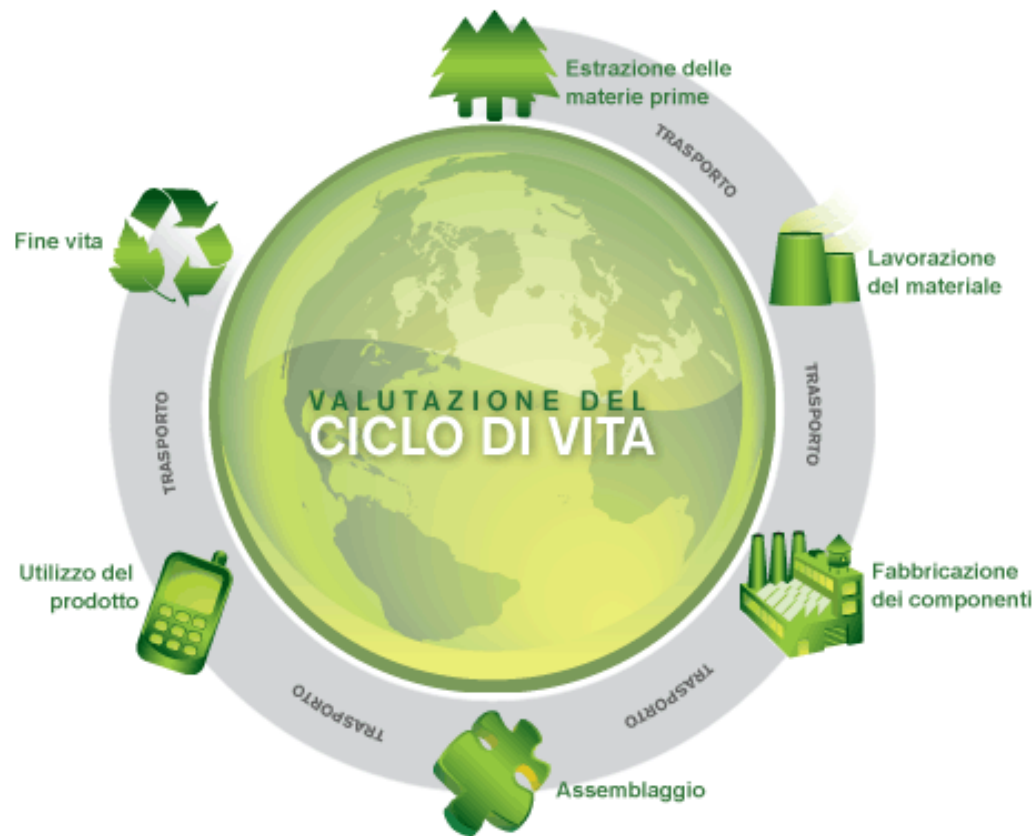 Estrazione delle
materie prime
TRASPORTO
Lavorazione
del materiale
TRASPORTO
Fabbricazione
dei componenti
TRASPORTO
Assemblaggio
TRASPORTO
Utilizzo del
prodotto
TRASPORTO
Fine vita
VALUTAZIONE DEL
CICLO DI VITA